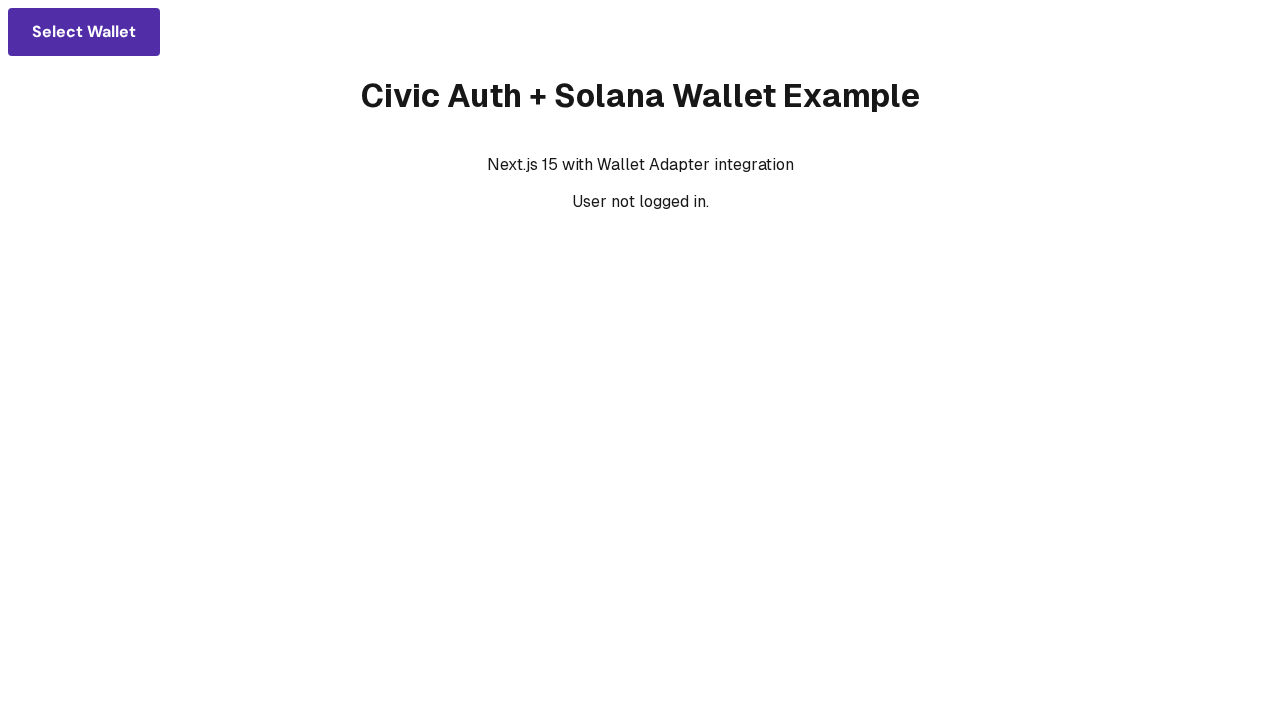 Select Wallet
Civic Auth + Solana Wallet Example
Next.js 15 with Wallet Adapter integration
User not logged in.